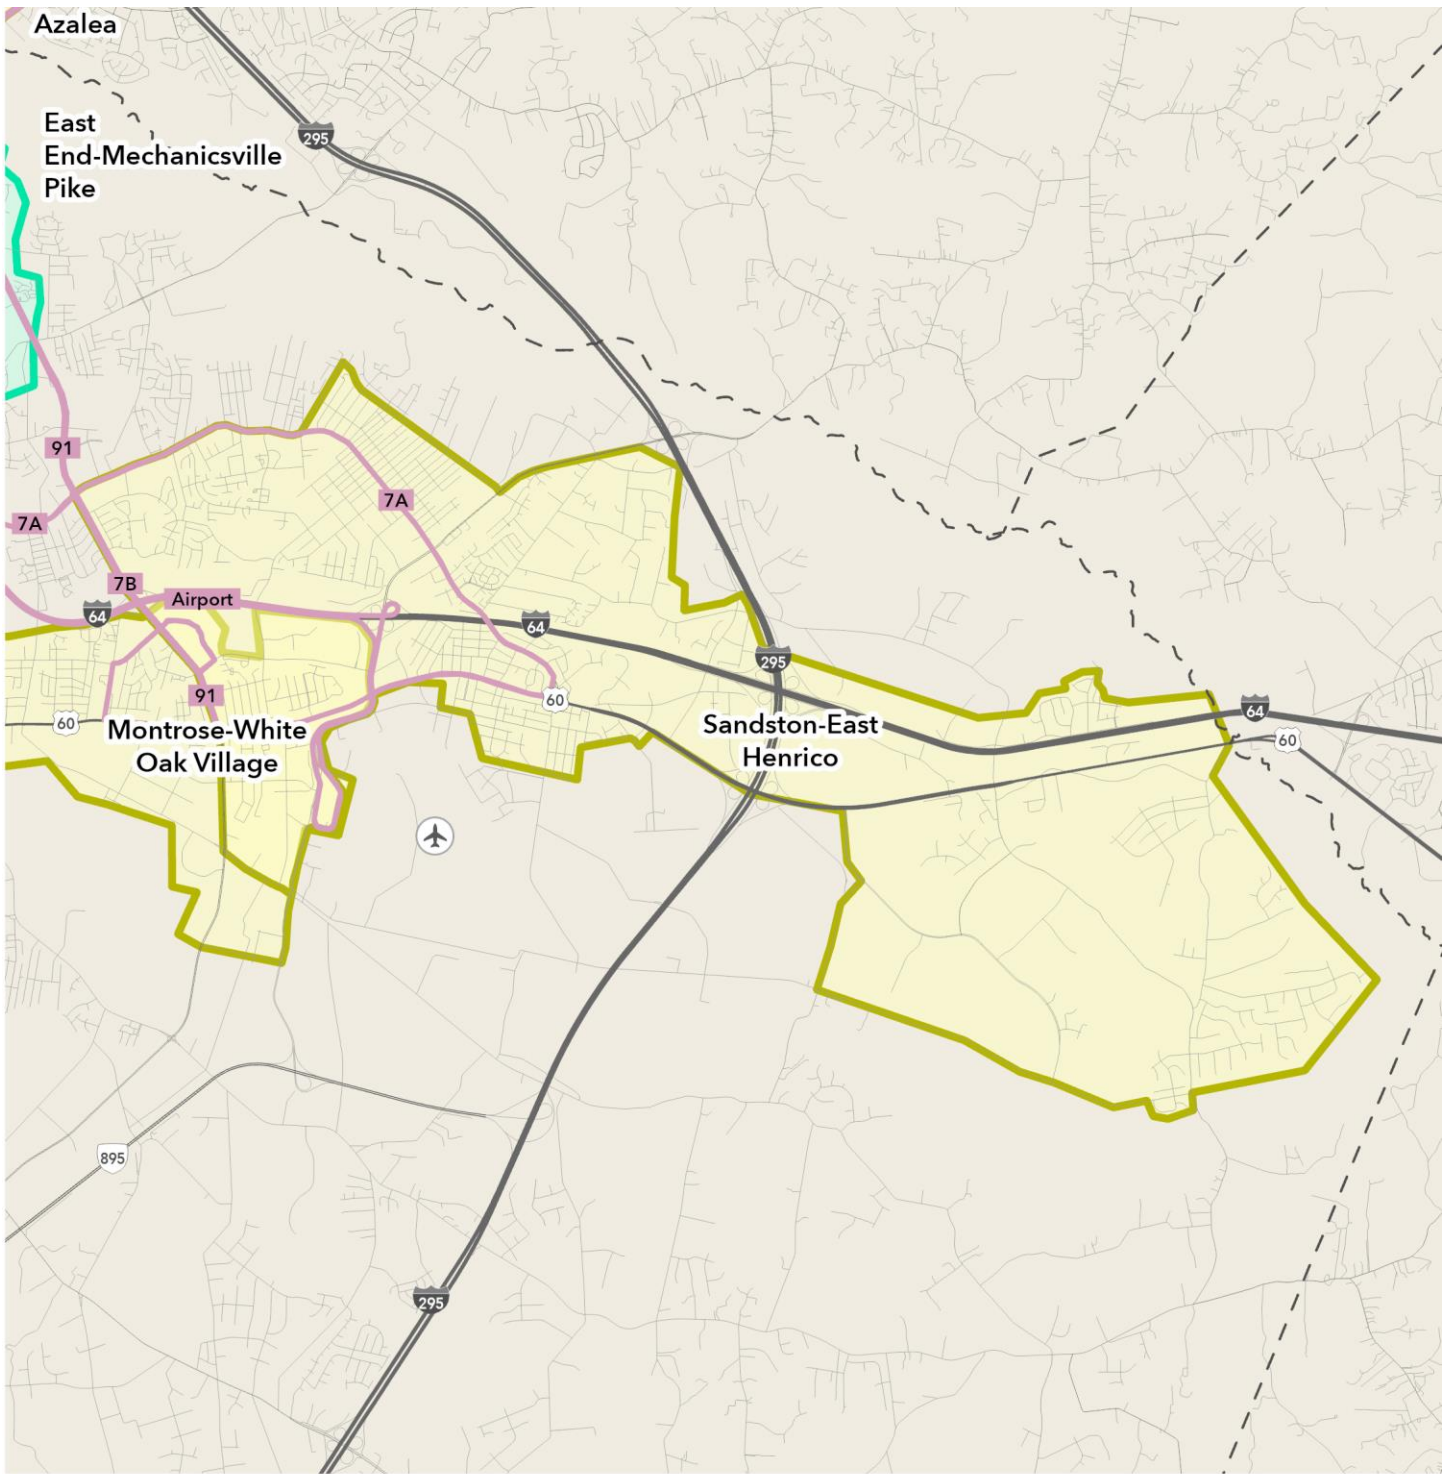 Azalea
East
End-Mechanicsville
Pike
295
91
7A
7A
7B
Airport
64
64
295
91
60
60
Montrose-White
Oak Village
Sandston-East
Henrico
64
60
895
295